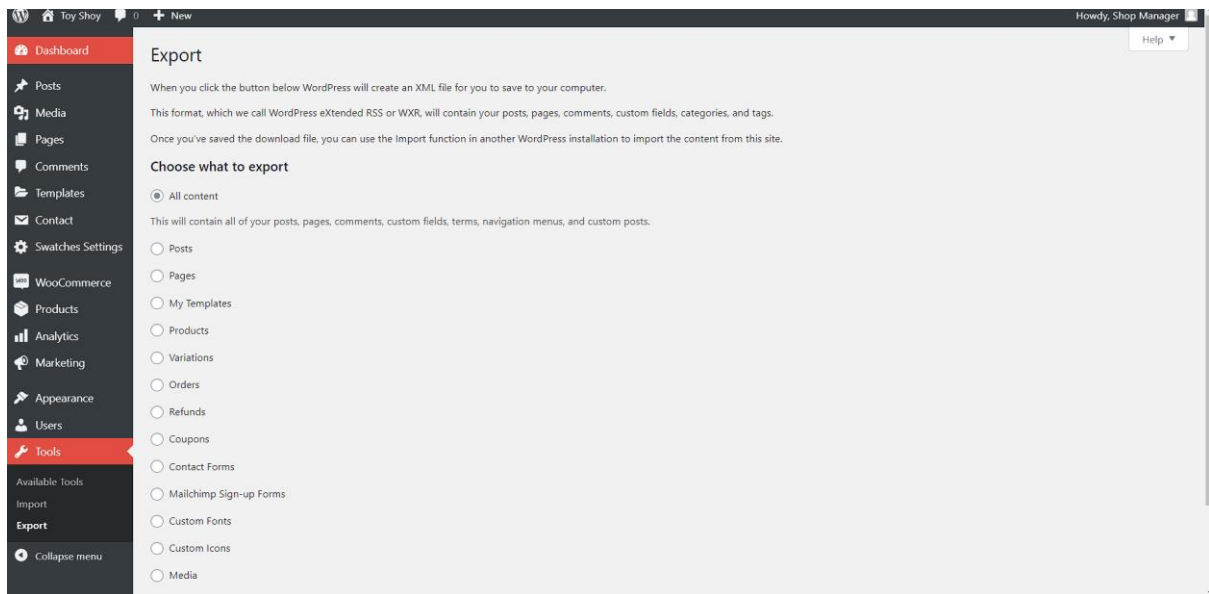 Toy Shoy 0 New Howdy, Shop Manager
Help
Dashboard
Posts
Media
Pages
Comments
Templates
Contact
Swatches Settings
WOO WooCommerce
Products
Analytics
Marketing
Appearance
Users
Tools
Available Tools
Import
Export
Collapse menu
Export
When you click the button below WordPress will create an XML file for you to save to your computer.
This format, which we call WordPress eXtended RSS or WXR, will contain your posts, pages, comments, custom fields, categories, and tags.
Once you've saved the download file, you can use the Import function in another WordPress installation to import the content from this site.
Choose what to export
All content
This will contain all of your posts, pages, comments, custom fields, terms, navigation menus, and custom posts.
Posts
Pages
My Templates
Products
Variations
Orders
Refunds
Coupons
Contact Forms
Mailchimp Sign-up Forms
Custom Fonts
Custom Icons
Media